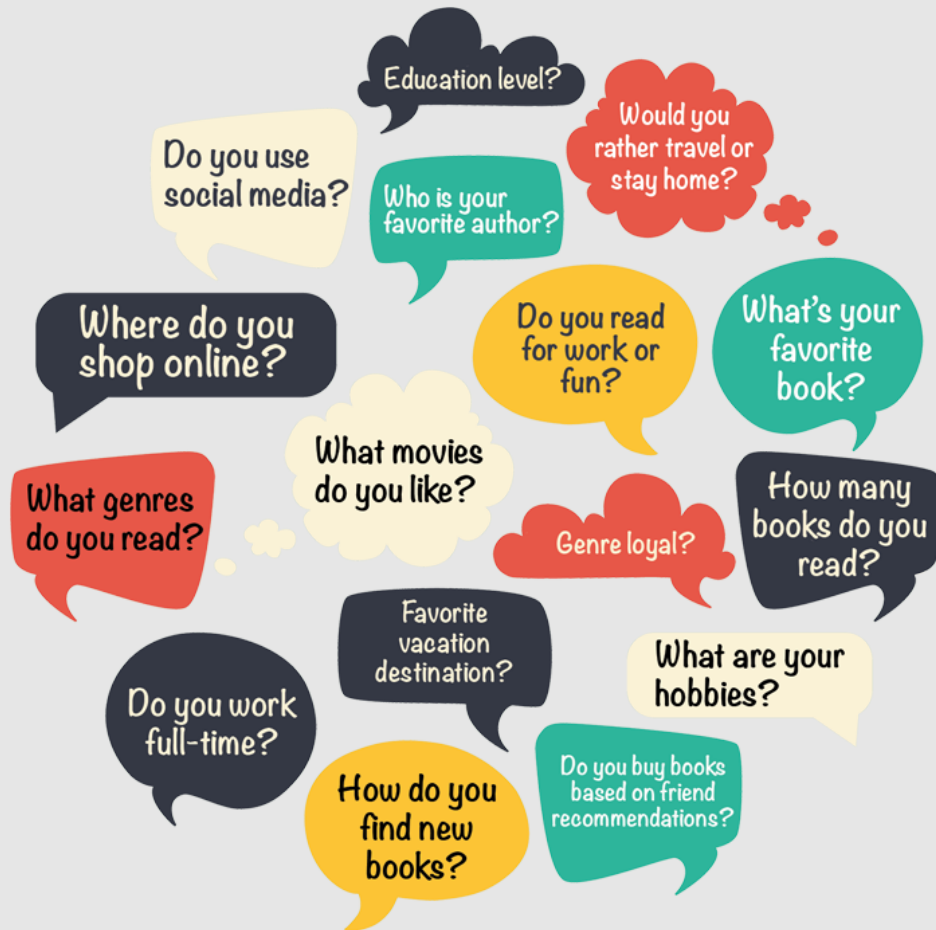 Education level?
Would you
rather travel or
stay home?
Do you use
social media?
Who is your
favorite author?
Where do you
shop online?
Do you read
for work or
fun?
What's your
favorite
book?
What movies
do you like?
What genres
do you read?
Genre loyal?
How many
books do you
read?
Favorite
vacation
destination?
What are your
hobbies?
Do you work
full-time?
How do you
find new
books?
Do you buy books
based on friend
recommendations?